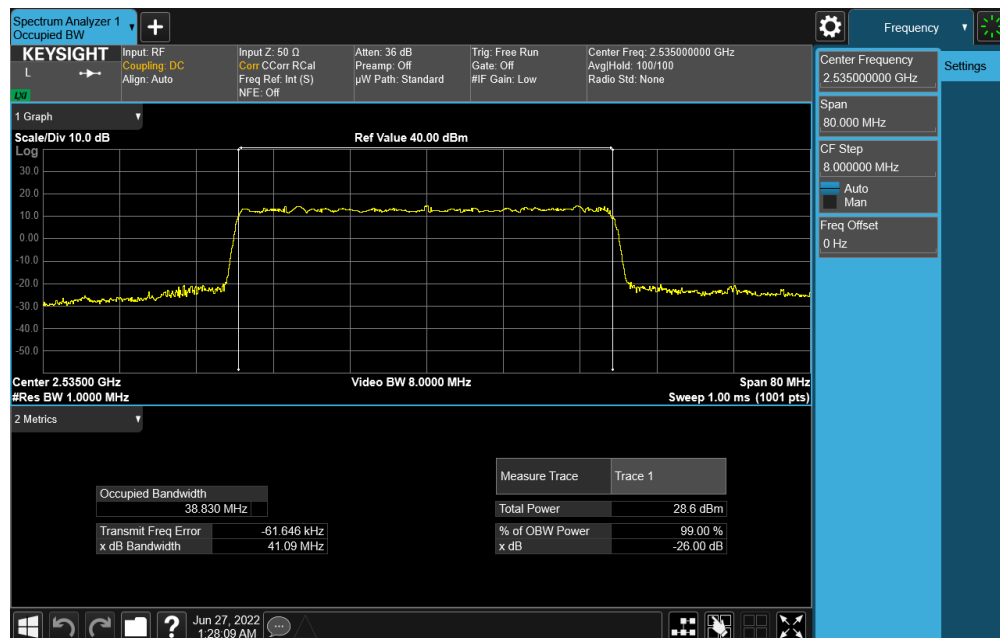 Spectrum Analyzer 1
Occupied BW
Frequency
KEYSIGHT
L
LXI
Input: RF
Coupling: DC
Align: Auto
Input Z: 50 Ω
Corr CCorr RCal
Freq Ref: Int (S)
NFE: Off
Atten: 36 dB
Preamp: Off
µW Path: Standard
Trig: Free Run
Gate: Off
#IF Gain: Low
Center Freq: 2.535000000 GHz
Avg|Hold: 100/100
Radio Std: None
Center Frequency
2.535000000 GHz
Settings
Span
80.000 MHz
CF Step
8.000000 MHz
Auto
Man
Freq Offset
0 Hz
1 Graph
Scale/Div 10.0 dB
Ref Value 40.00 dBm
Log
30.0
20.0
10.0
0.00
-10.0
-20.0
-30.0
-40.0
-50.0
Center 2.53500 GHz
Video BW 8.0000 MHz
Span 80 MHz
#Res BW 1.0000 MHz
Sweep 1.00 ms (1001 pts)
2 Metrics
Measure Trace
Trace 1
Occupied Bandwidth
38.830 MHz
Total Power
28.6 dBm
Transmit Freq Error
-61.646 kHz
% of OBW Power
99.00 %
x dB Bandwidth
41.09 MHz
x dB
-26.00 dB
?
Jun 27, 2022
1:28:09 AM